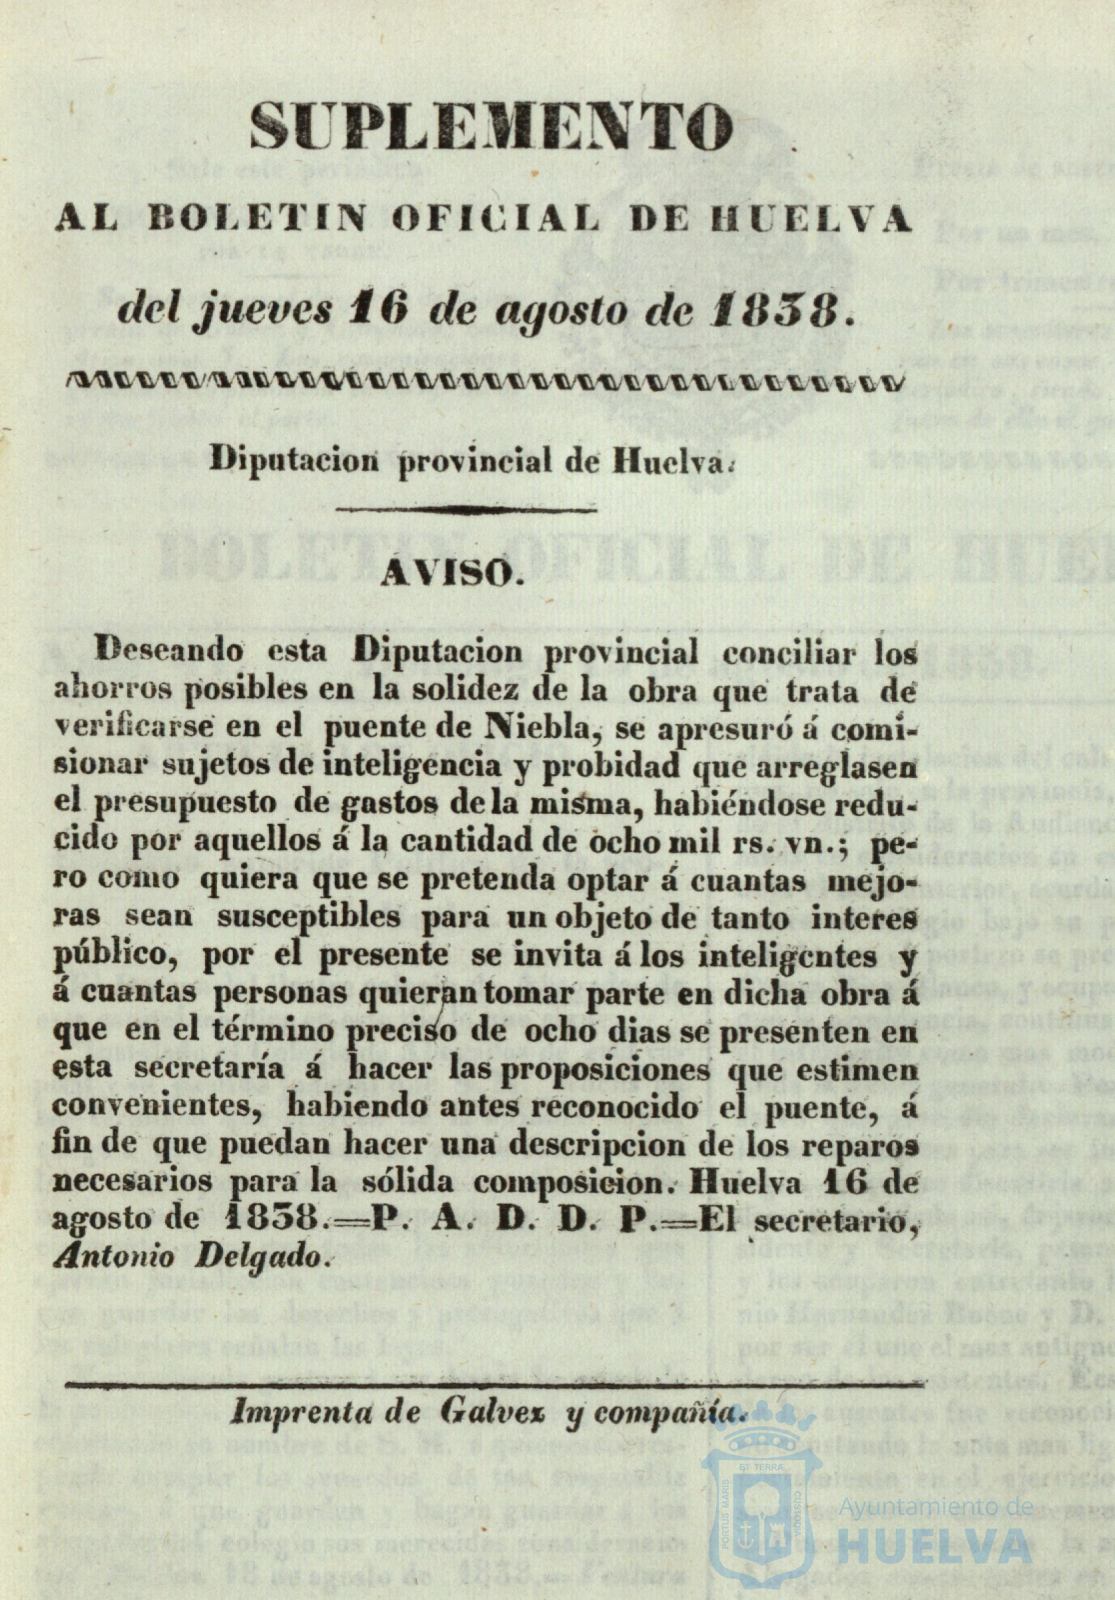 SUPLEMENTO
AL BOLETIN OFICIAL DE HUELVA
del jueves 16 de agosto de 1838.
Diputacion provincial de Huelva.
AVISO.
Deseando esta Diputacion provincial conciliar los
ahorros posibles en la solidez de la obra que trata de
verificarse en el puente de Niebla, se apresuró á comi-
sionar sujetos de inteligencia y probidad que arreglasen
el presupuesto de gastos de la misma, habiéndose redu-
cido por aquellos á la cantidad de ocho mil rs. vn.; pe-
ro como quiera que se pretenda optar á cuantas mejo-
ras sean susceptibles para un objeto de tanto interes
público, por el presente se invita á los inteligentes y
á cuantas personas quieran tomar parte en dicha obra á
que en el término preciso de ocho dias se presenten en
esta secretaría á hacer las proposiciones que estimen
convenientes, habiendo antes reconocido el puente, á
fin de que puedan hacer una descripcion de los reparos
necesarios para la sólida composicion. Huelva 16 de
agosto de 1838.=P. A. D. D. P.=El secretario,
Antonio Delgado.
Imprenta de Galvez y compañía.
PORTUS MARIS
ET TERRÆ
CUSTODIA
Ayuntamiento de
HUELVA